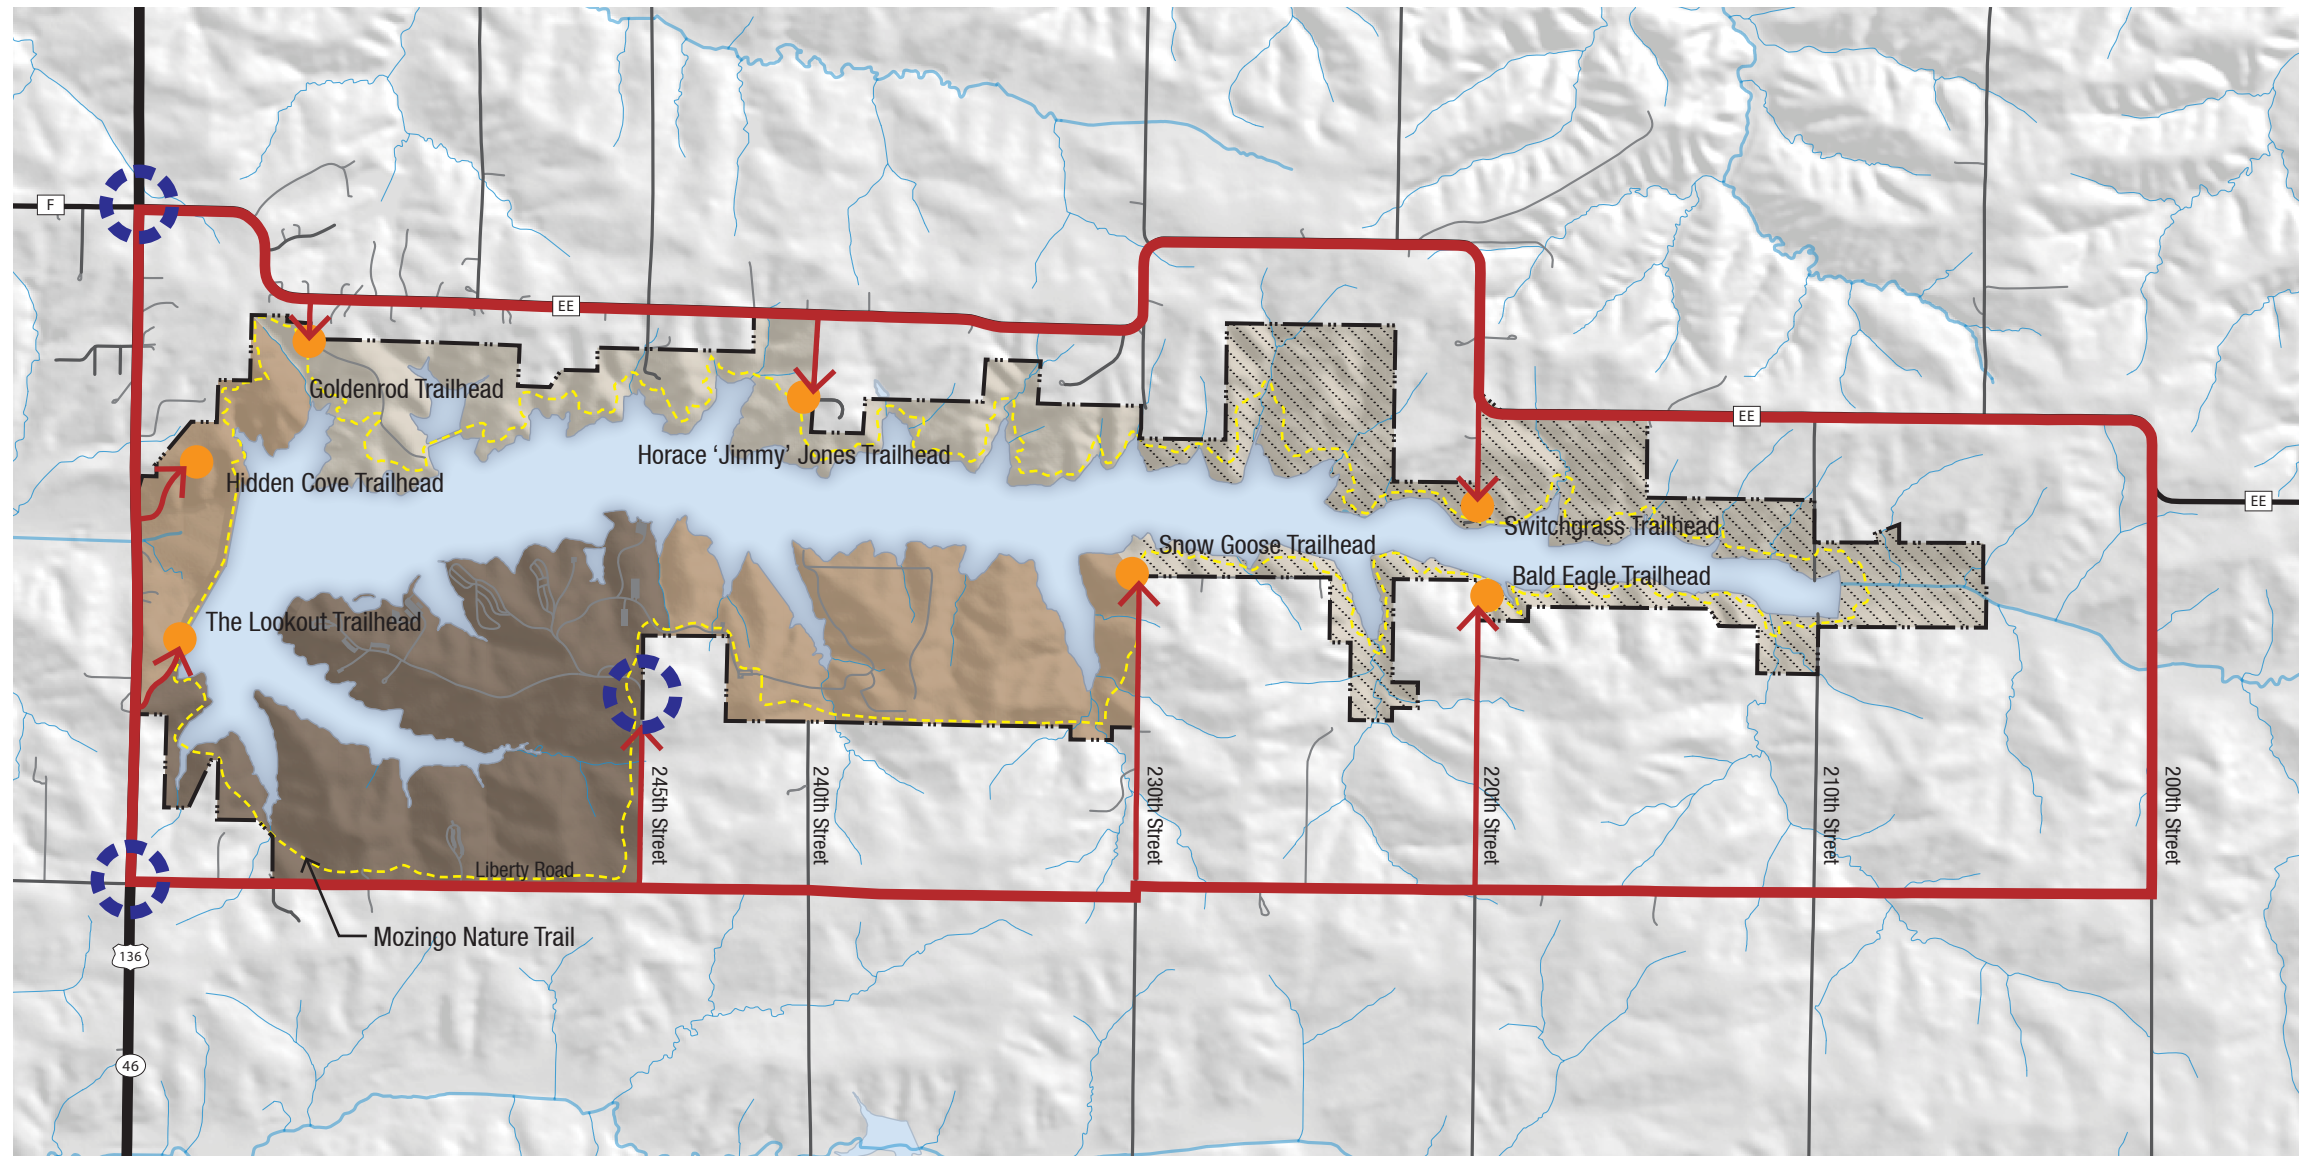 F
EE
Goldenrod Trailhead
EE
Horace ‘Jimmy’ Jones Trailhead
Hidden Cove Trailhead
EE
Switchgrass Trailhead
Snow Goose Trailhead
Bald Eagle Trailhead
The Lookout Trailhead
245th Street
240th Street
230th Street
220th Street
210th Street
200th Street
Liberty Road
Mozingo Nature Trail
136
46